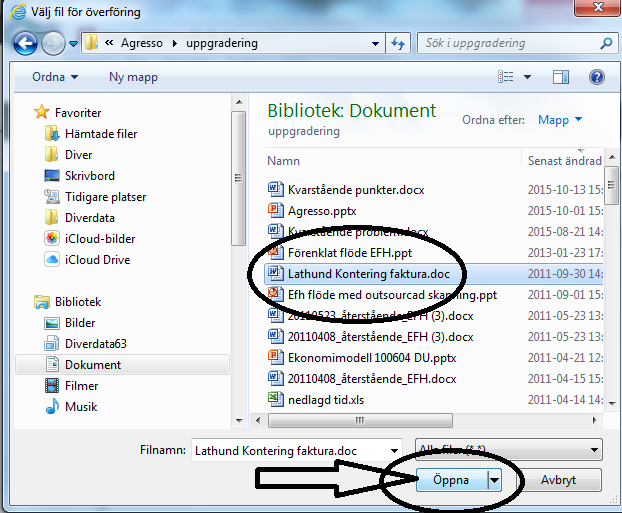 Välj fil för överföring
« Agresso ▸ uppgradering
Sök i uppgradering
Ordna
Ny mapp
Favoriter
Hämtade filer
Diver
Skrivbord
Tidigare platser
Diverdata
iCloud-bilder
iCloud Drive
Bibliotek
Bilder
Diverdata63
Dokument
Filmer
Musik
Bibliotek: Dokument
uppgradering
Ordna efter: Mapp
Namn Senast ändrad
Kvarstående punkter.docx 2015-10-13 15:
Agresso.pptx 2015-10-01 15:
Kvarstående problem.docx 2015-08-21 14:
Förenklat flöde EFH.ppt 2013-01-23 17:
Lathund Kontering faktura.doc 2011-09-30 14:
Efh flöde med outsourcad skanning.ppt 2011-09-01 15:
20110523_återstående_EFH (3).docx 2011-05-23 13:
20110408_återstående_EFH (3).docx 2011-05-23 13:
Ekonomimodell 100604 DU.pptx 2011-04-21 12:
20110408_återstående_EFH.docx 2011-04-15 15:
nedlagd tid.xls 2011-04-14 14:
Filnamn: Lathund Kontering faktura.doc
Alla filer (*.*)
Öppna
Avbryt